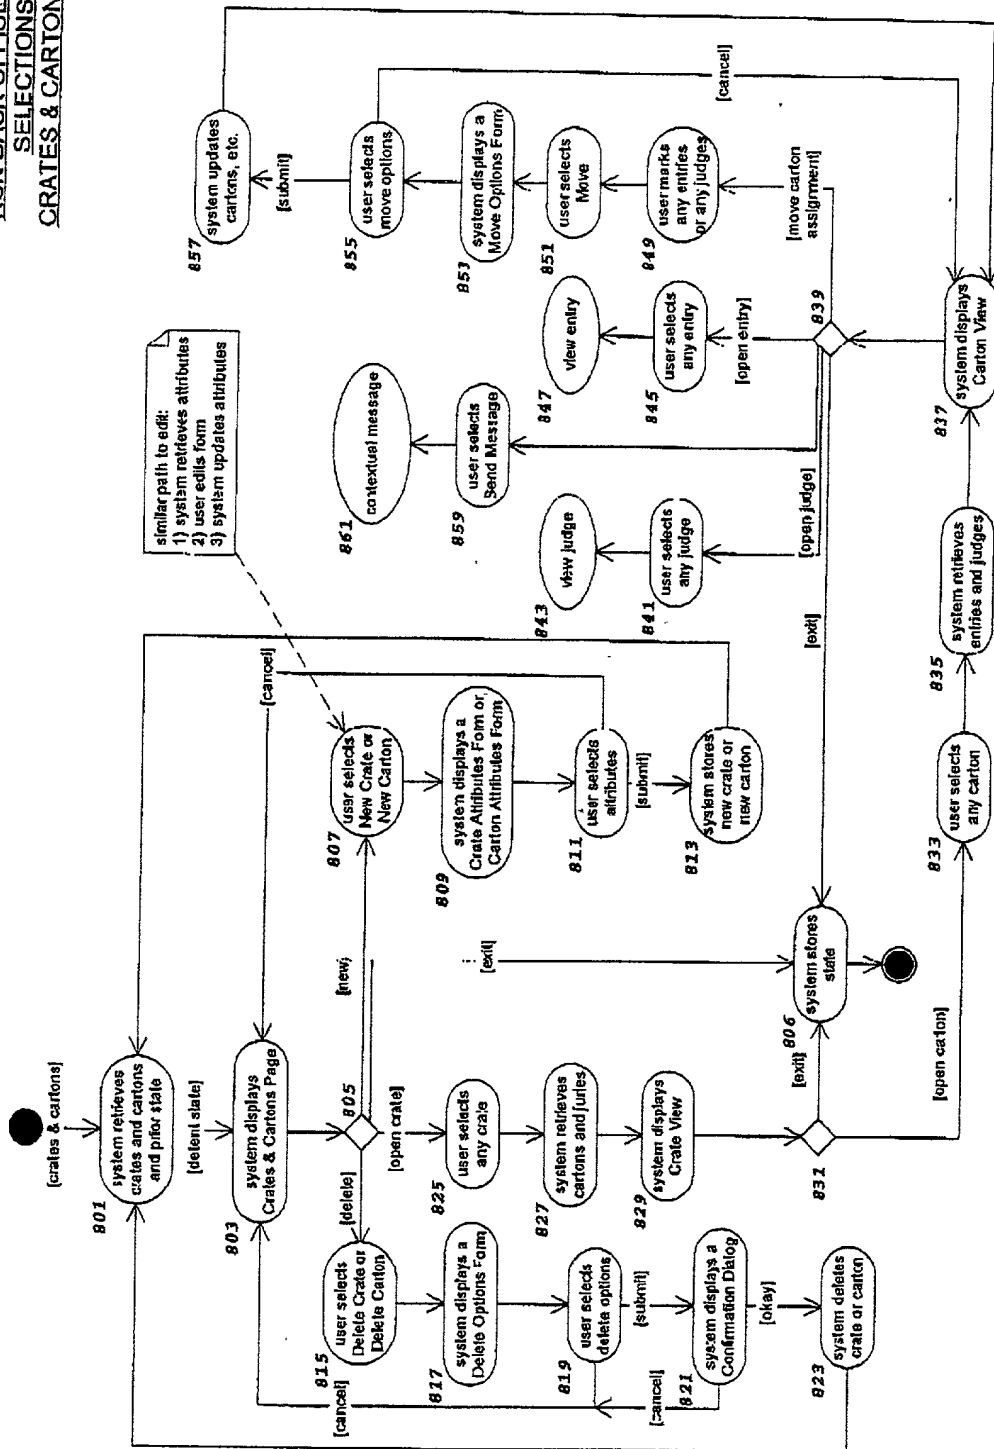 SELECTIONS
CRATES & CARTON
[crates & cartons]
801
system retrieves
crates and cartons
and prior state
[default state]
803
system displays
Crates & Cartons Page
805
[new]
[delete]
[open crate]
[cancel]
807
user selects
New Crate or
New Carton
809
system displays a
Crate Attributes Form or
Carton Attributes Form
811
user selects
attributes
[submit]
813
system stores
new crate or
new carton
similar path to edit:
1) system retrieves attributes
2) user edits form
3) system updates attributes
815
user selects
Delete Crate or
Delete Carton
817
system displays a
Delete Options Form
819
user selects
delete options
[submit]
[cancel]
821
system displays a
Confirmation Dialog
[cancel]
[okay]
823
system deletes
crate or carton
825
user selects
any crate
827
system retrieves
cartons and juries
829
system displays
Crate View
831
[exit]
[exit]
806
system stores
state
[open carton]
833
user selects
any carton
835
system retrieves
entries and judges
837
system displays
Carton View
839
[exit]
[open judge]
841
user selects
any judge
843
view judge
[open entry]
845
user selects
any entry
847
view entry
[move carton
assignment]
849
user marks
any entries
or any judges
851
user selects
Move
853
system displays a
Move Options Form
855
user selects
move options
[submit]
[cancel]
857
system updates
cartons, etc.
859
user selects
Send Message
861
contextual message